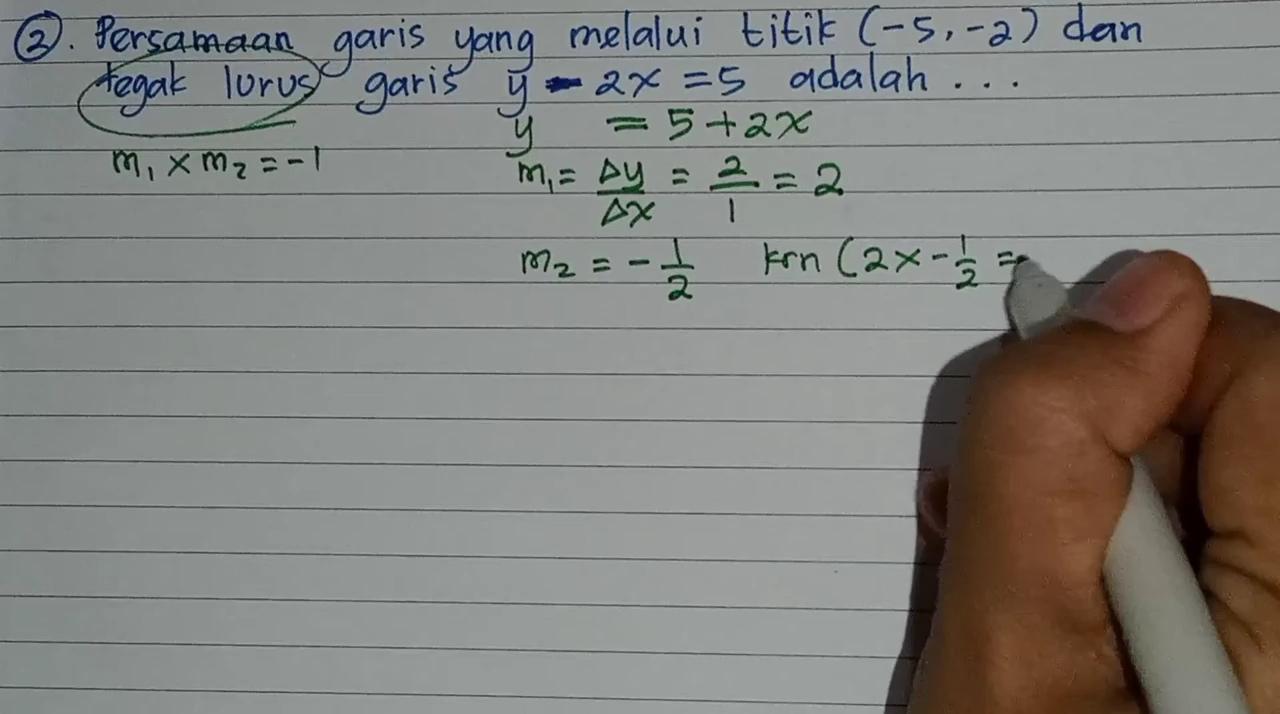 ②. Persamaan garis yang melalui titik (-5,-2) dan
tegak lurus garis y - 2x = 5 adalah ...
y = 5 + 2x
m₁ x m₂ = -1
m₁ = Δy/Δx = 2/1 = 2
m₂ = - 1/2 krn (2 x - 1/2 =